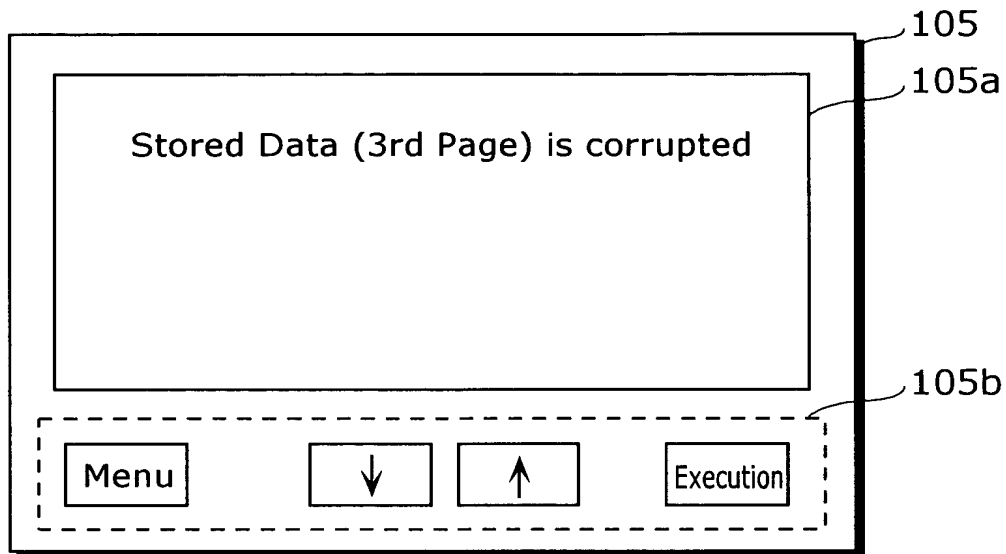 105
105a
Stored Data (3rd Page) is corrupted
105b
Menu ↓ ↑ Execution